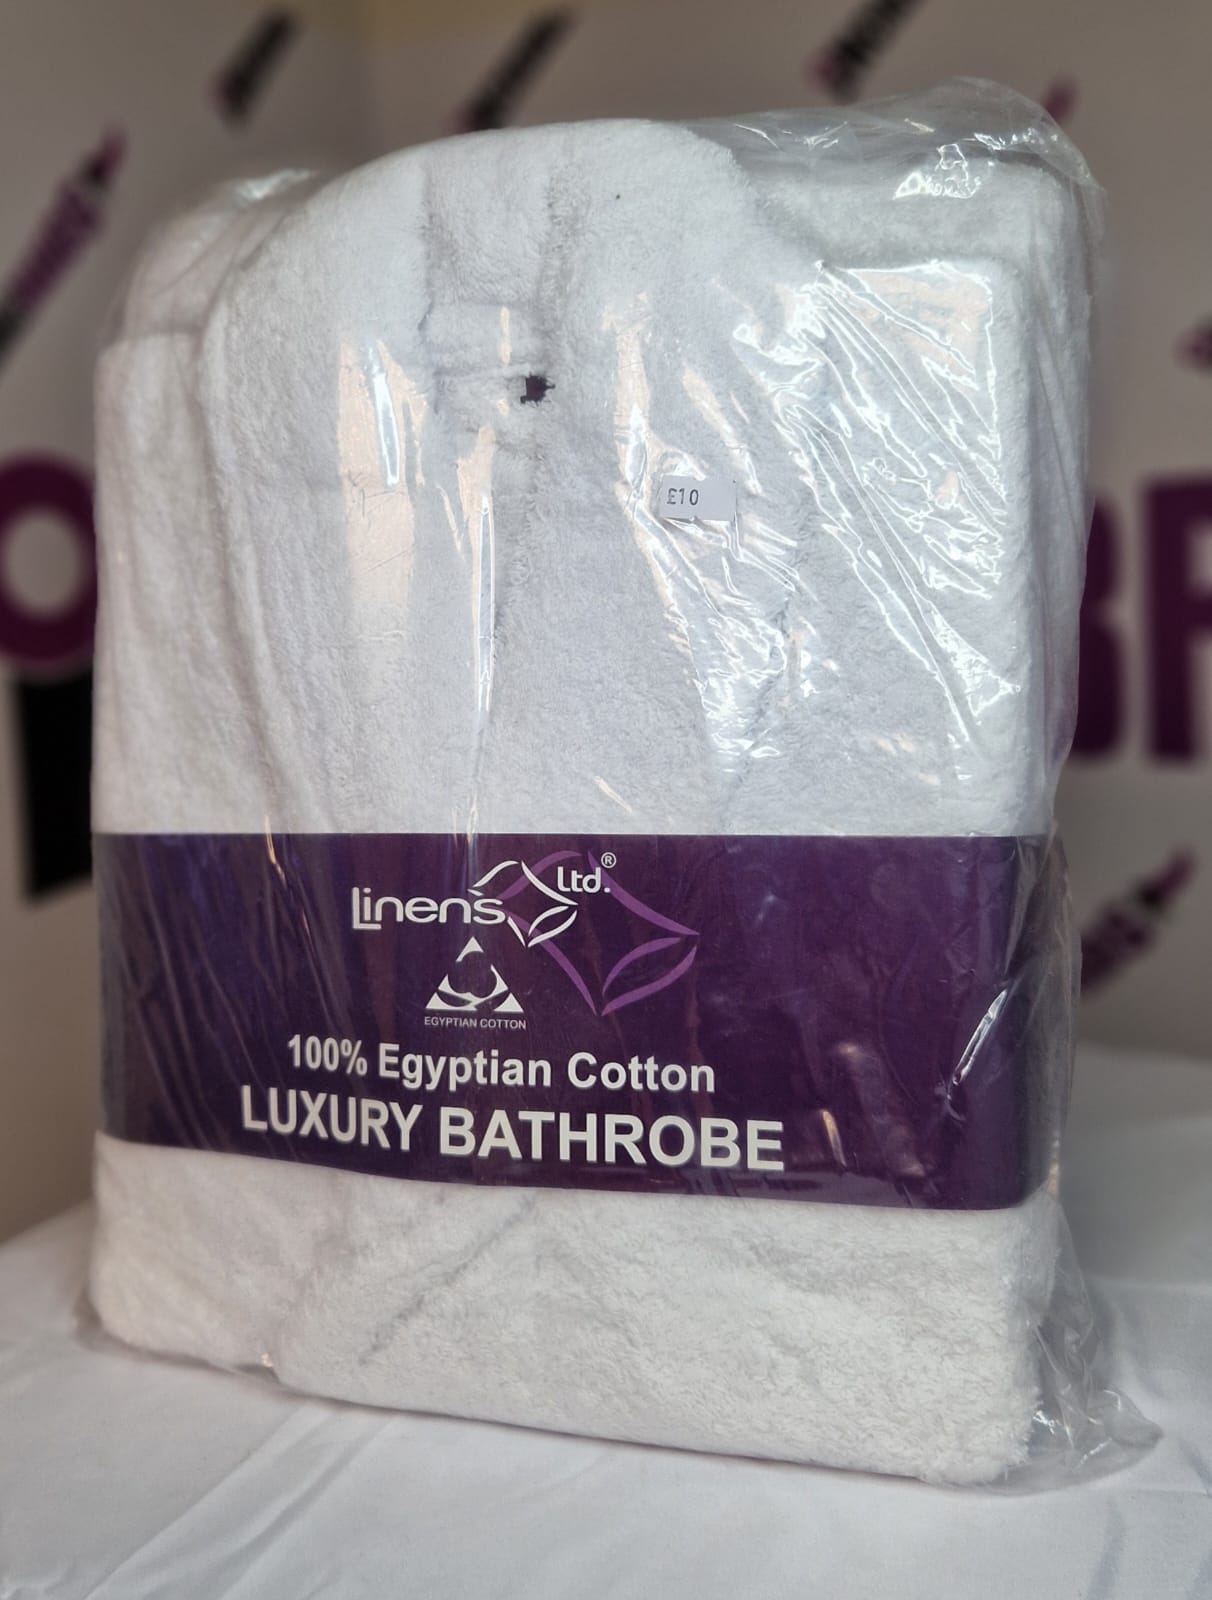 £10
Linens Ltd.®
EGYPTIAN COTTON
100% Egyptian Cotton
LUXURY BATHROBE